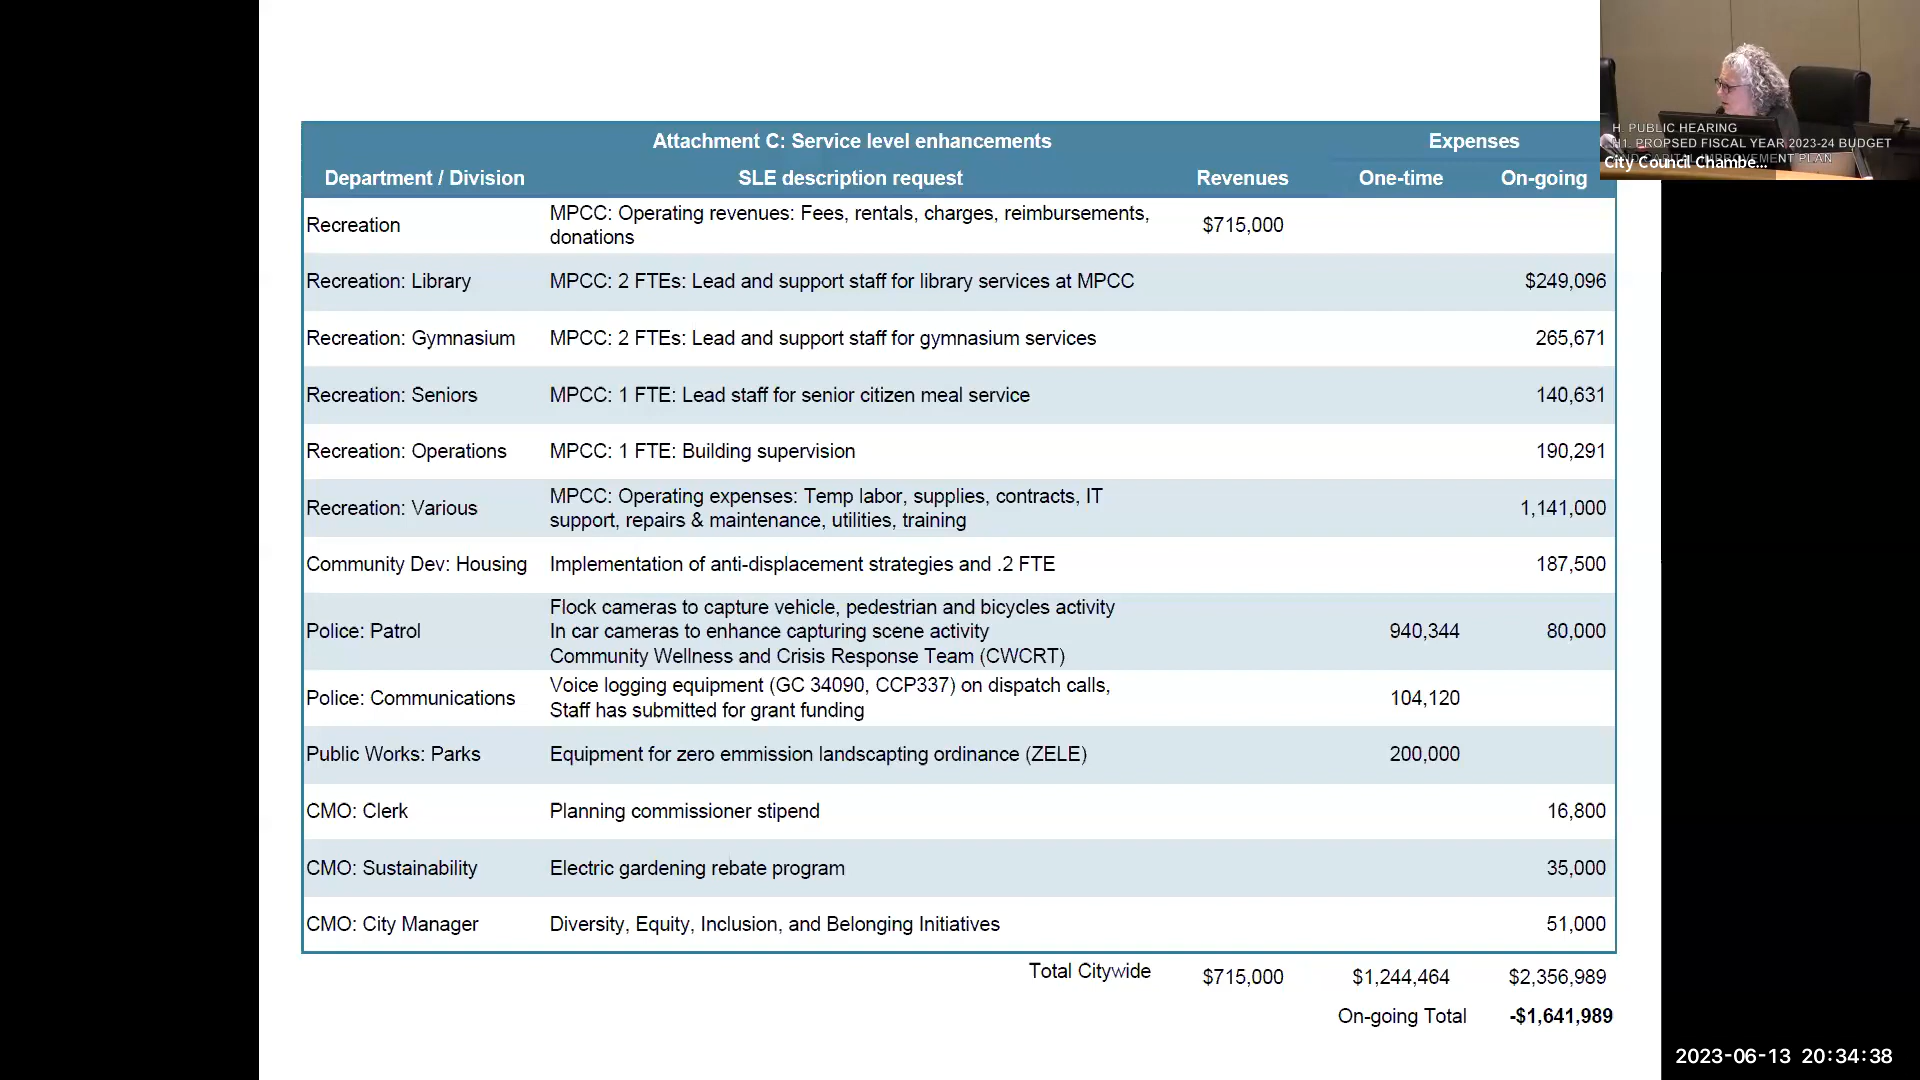 Attachment C: Service level enhancements Expenses
Department / Division SLE description request Revenues One-time On-going
Recreation MPCC: Operating revenues: Fees, rentals, charges, reimbursements, donations $715,000
Recreation: Library MPCC: 2 FTEs: Lead and support staff for library services at MPCC $249,096
Recreation: Gymnasium MPCC: 2 FTEs: Lead and support staff for gymnasium services 265,671
Recreation: Seniors MPCC: 1 FTE: Lead staff for senior citizen meal service 140,631
Recreation: Operations MPCC: 1 FTE: Building supervision 190,291
Recreation: Various MPCC: Operating expenses: Temp labor, supplies, contracts, IT support, repairs & maintenance, utilities, training 1,141,000
Community Dev: Housing Implementation of anti-displacement strategies and .2 FTE 187,500
Police: Patrol Flock cameras to capture vehicle, pedestrian and bicycles activity
In car cameras to enhance capturing scene activity 940,344 80,000
Community Wellness and Crisis Response Team (CWCRT)
Police: Communications Voice logging equipment (GC 34090, CCP337) on dispatch calls,
Staff has submitted for grant funding 104,120
Public Works: Parks Equipment for zero emmission landscapting ordinance (ZELE) 200,000
CMO: Clerk Planning commissioner stipend 16,800
CMO: Sustainability Electric gardening rebate program 35,000
CMO: City Manager Diversity, Equity, Inclusion, and Belonging Initiatives 51,000
Total Citywide $715,000 $1,244,464 $2,356,989
On-going Total -$1,641,989
H. PUBLIC HEARING
H1. PROPSED FISCAL YEAR 2023-24 BUDGET
AND CAPITAL IMPROVEMENT PLAN
City Council Chambe...
2023-06-13 20:34:38